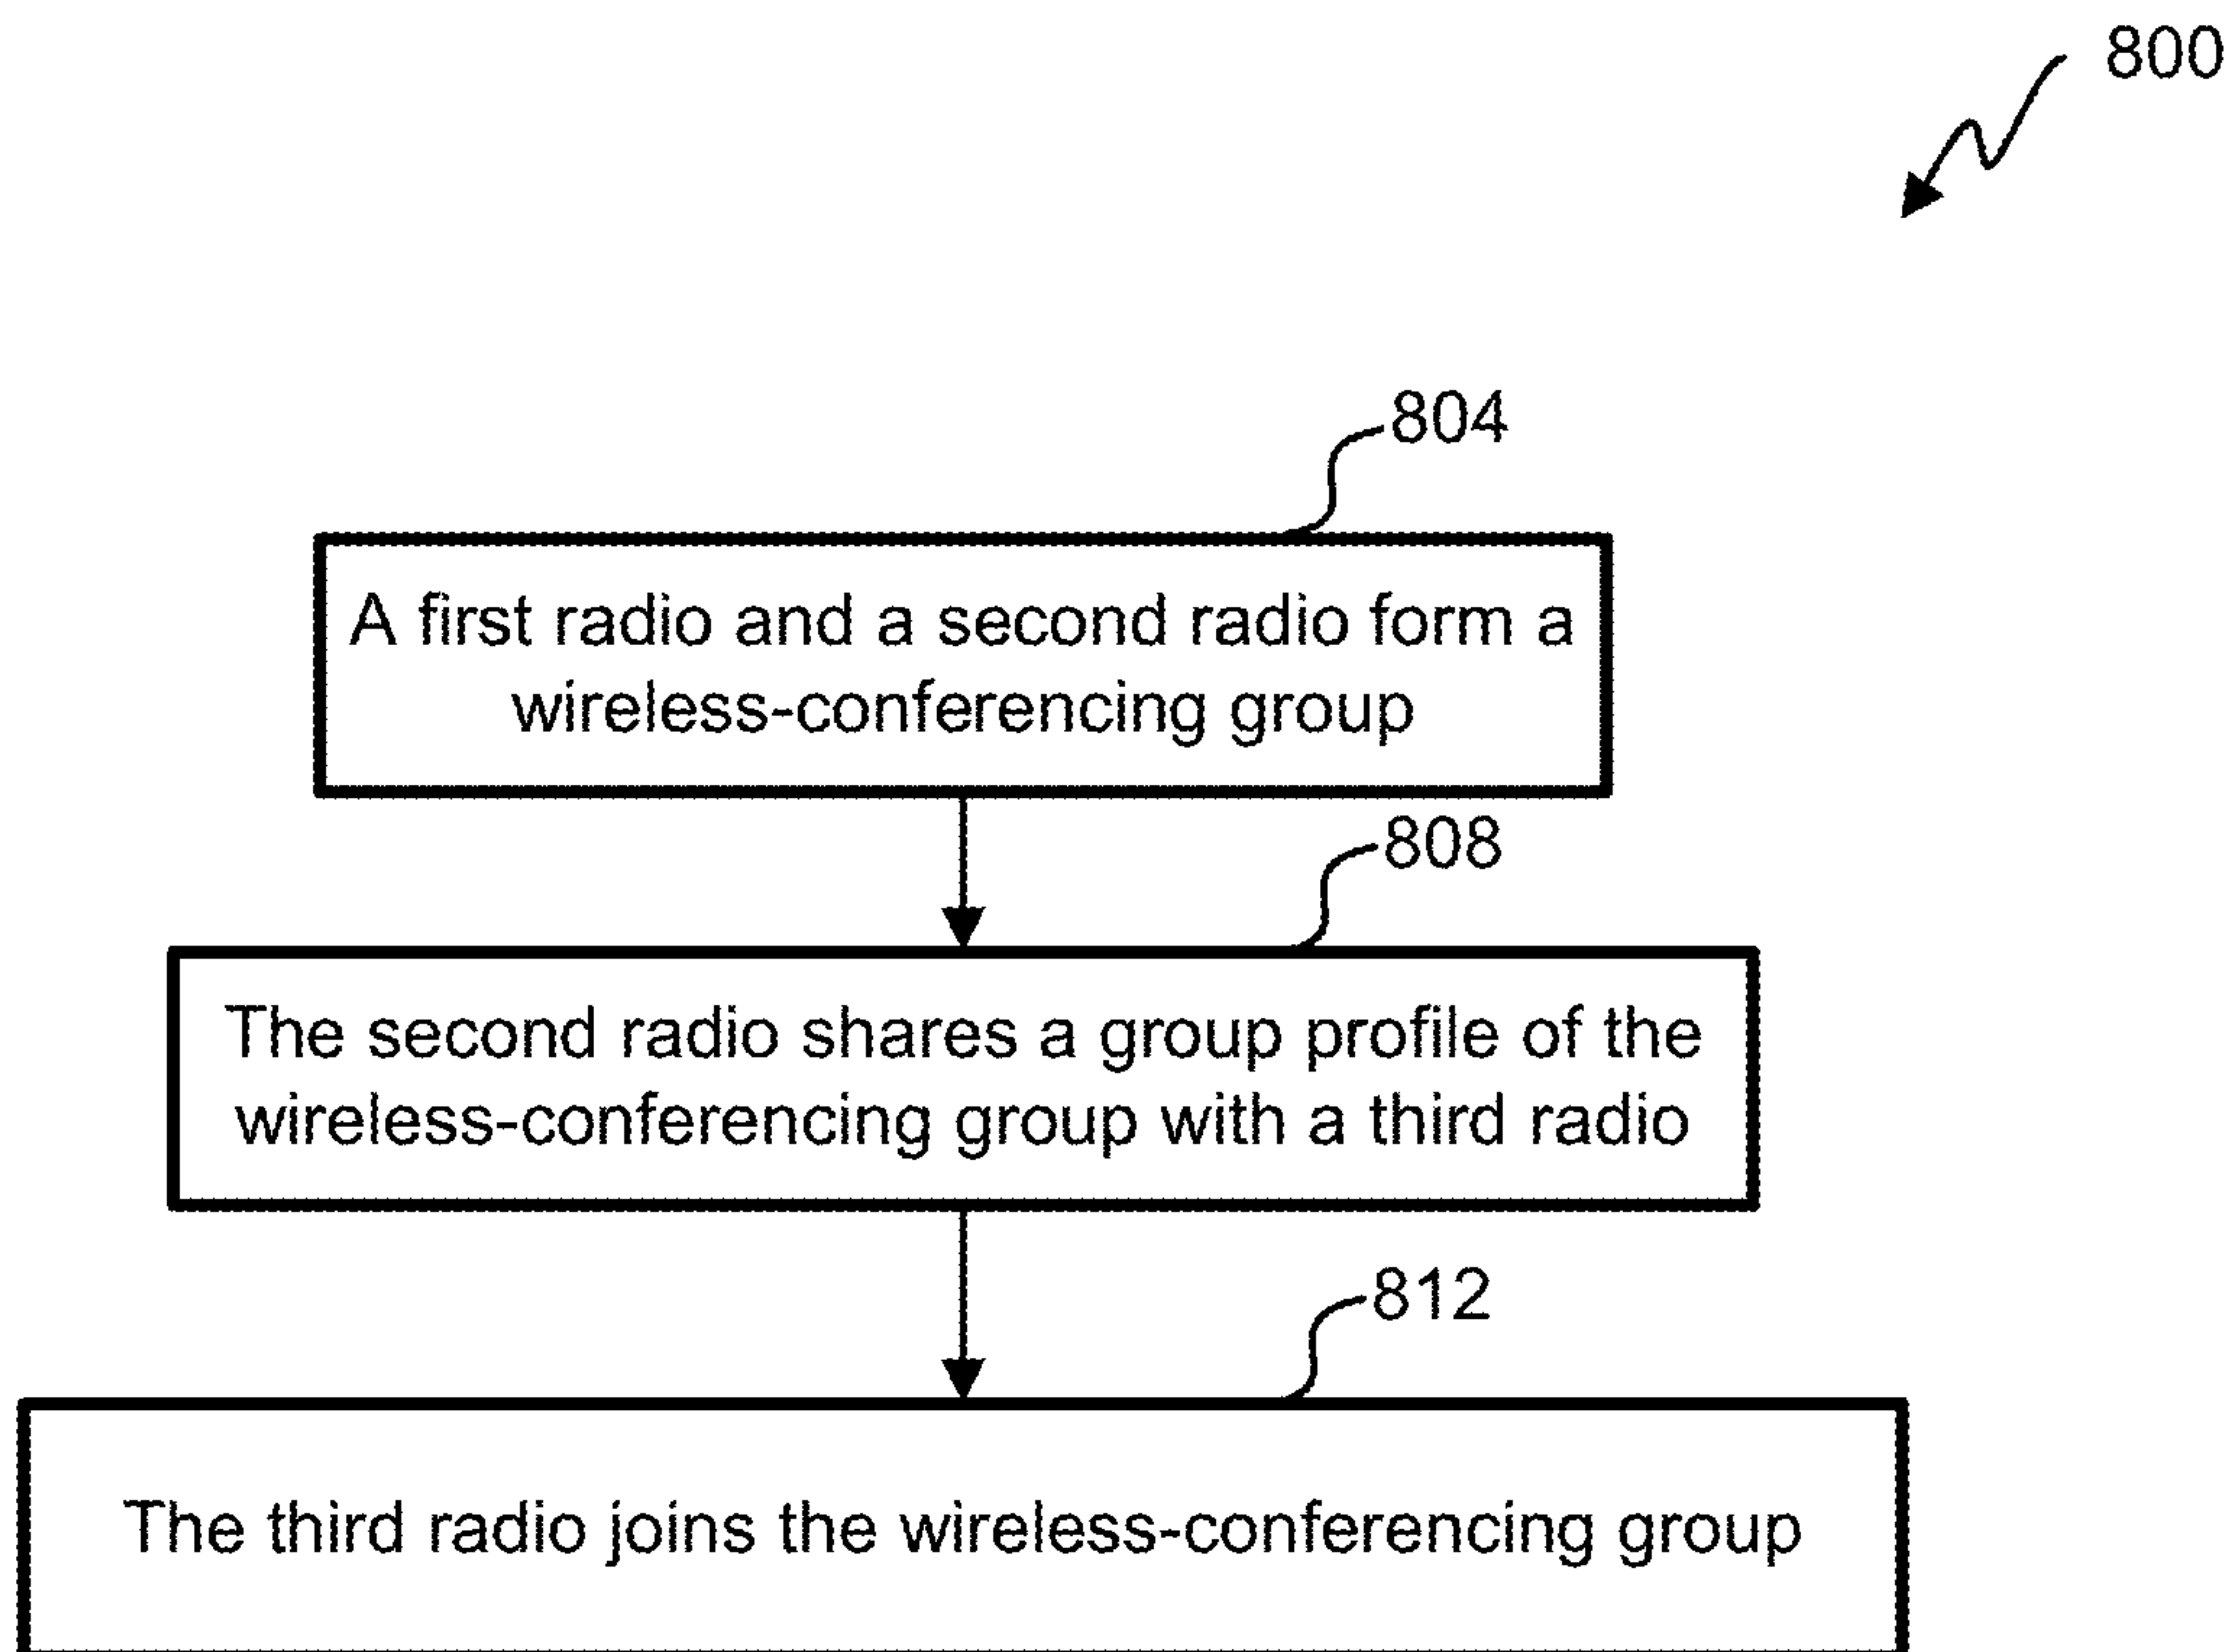 800
804
A first radio and a second radio form a
wireless-conferencing group
808
The second radio shares a group profile of the
wireless-conferencing group with a third radio
812
The third radio joins the wireless-conferencing group